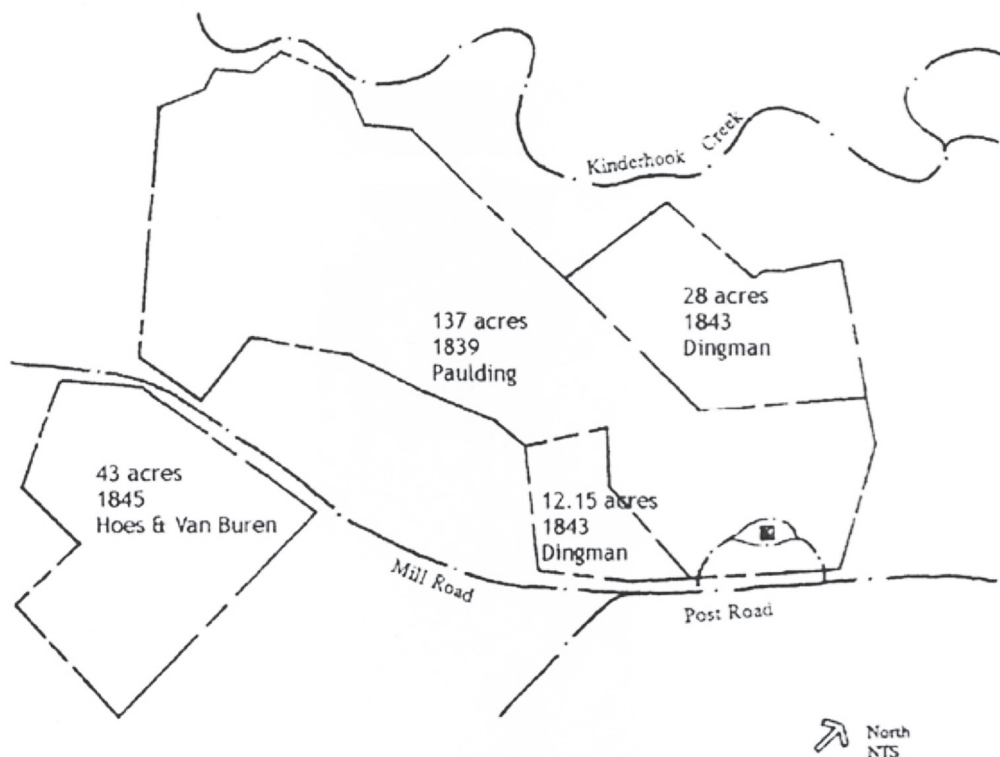 Kinderhook Creek
28 acres
1843
Dingman
137 acres
1839
Paulding
43 acres
1845
Hoes & Van Buren
12.15 acres
1843
Dingman
Mill Road
Post Road
North
NTS